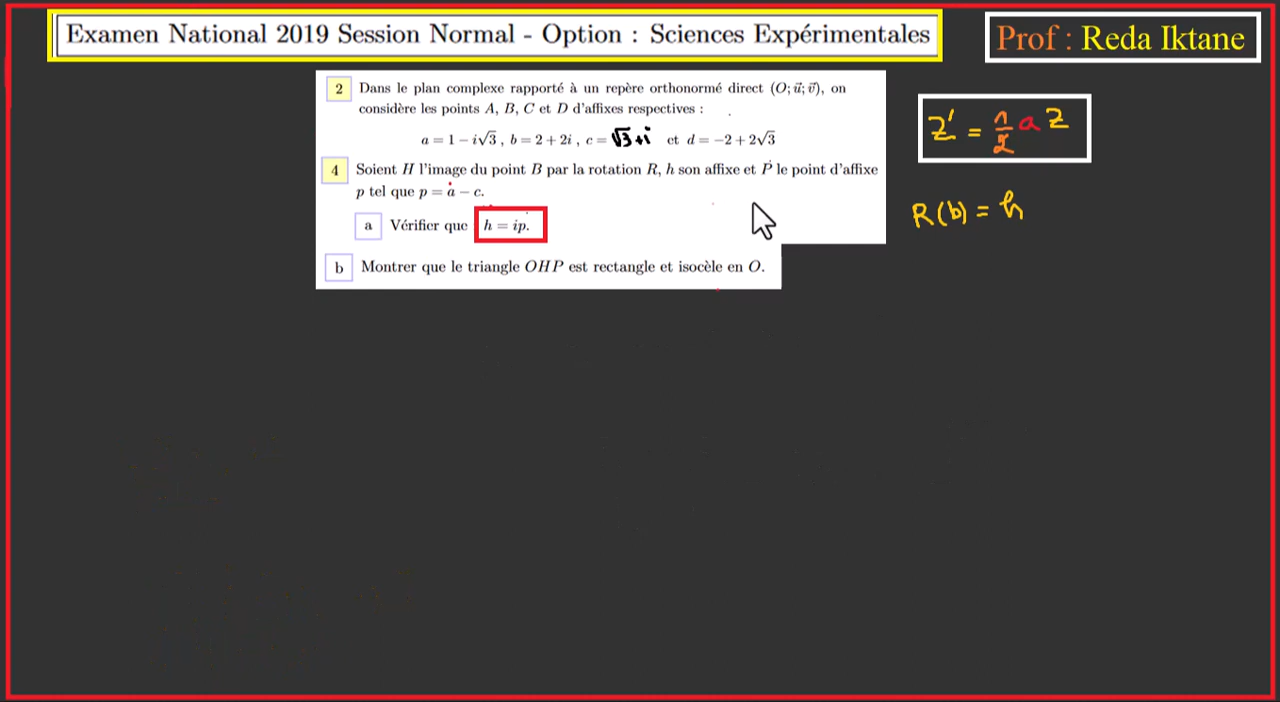 Examen National 2019 Session Normal - Option : Sciences Expérimentales
Prof : Reda Iktane
2 Dans le plan complexe rapporté à un repère orthonormé direct (O; u⃗; v⃗), on
considère les points A, B, C et D d'affixes respectives :
a = 1 − i√3 , b = 2 + 2i , c = √3+i et d = −2 + 2√3
4 Soient H l'image du point B par la rotation R, h son affixe et P le point d'affixe
p tel que p = a − c.
a Vérifier que h = ip.
b Montrer que le triangle OHP est rectangle et isocèle en O.
z' = 1/2 a z
R(b) = h